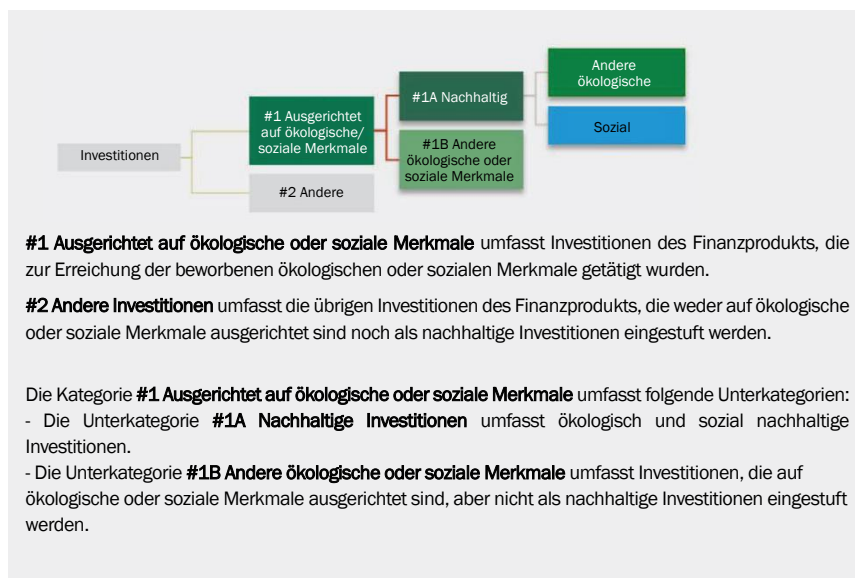 Andere
ökologische
#1A Nachhaltig
#1 Ausgerichtet
auf ökologische/
soziale Merkmale
Sozial
Investitionen
#1B Andere
ökologische oder
soziale Merkmale
#2 Andere
#1 Ausgerichtet auf ökologische oder soziale Merkmale umfasst Investitionen des Finanzprodukts, die
zur Erreichung der beworbenen ökologischen oder sozialen Merkmale getätigt wurden.
#2 Andere Investitionen umfasst die übrigen Investitionen des Finanzprodukts, die weder auf ökologische
oder soziale Merkmale ausgerichtet sind noch als nachhaltige Investitionen eingestuft werden.
Die Kategorie #1 Ausgerichtet auf ökologische oder soziale Merkmale umfasst folgende Unterkategorien:
- Die Unterkategorie #1A Nachhaltige Investitionen umfasst ökologisch und sozial nachhaltige
Investitionen.
- Die Unterkategorie #1B Andere ökologische oder soziale Merkmale umfasst Investitionen, die auf
ökologische oder soziale Merkmale ausgerichtet sind, aber nicht als nachhaltige Investitionen eingestuft
werden.